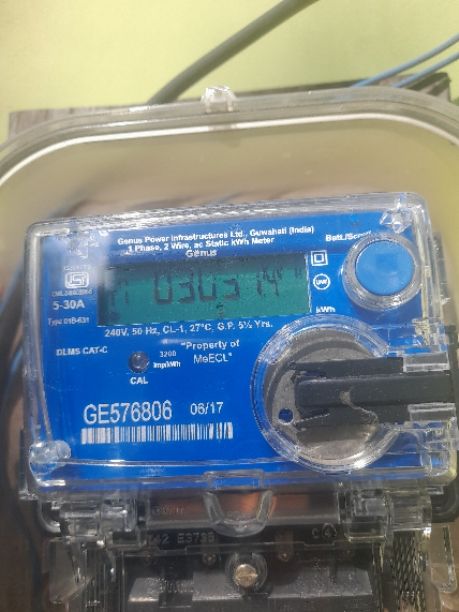 Genus Power Infrastructures Ltd., Guwahati (India)
1 Phase, 2 Wire, ac Static kWh Meter
Genus
5-30A
kWh
240V, 50 Hz, CL-1, 27°C, G.P. 5½ Yrs.
DLMS CAT-C
3200
imp/kWh
"Property of
MeECL"
CAL
GE576806 06/17